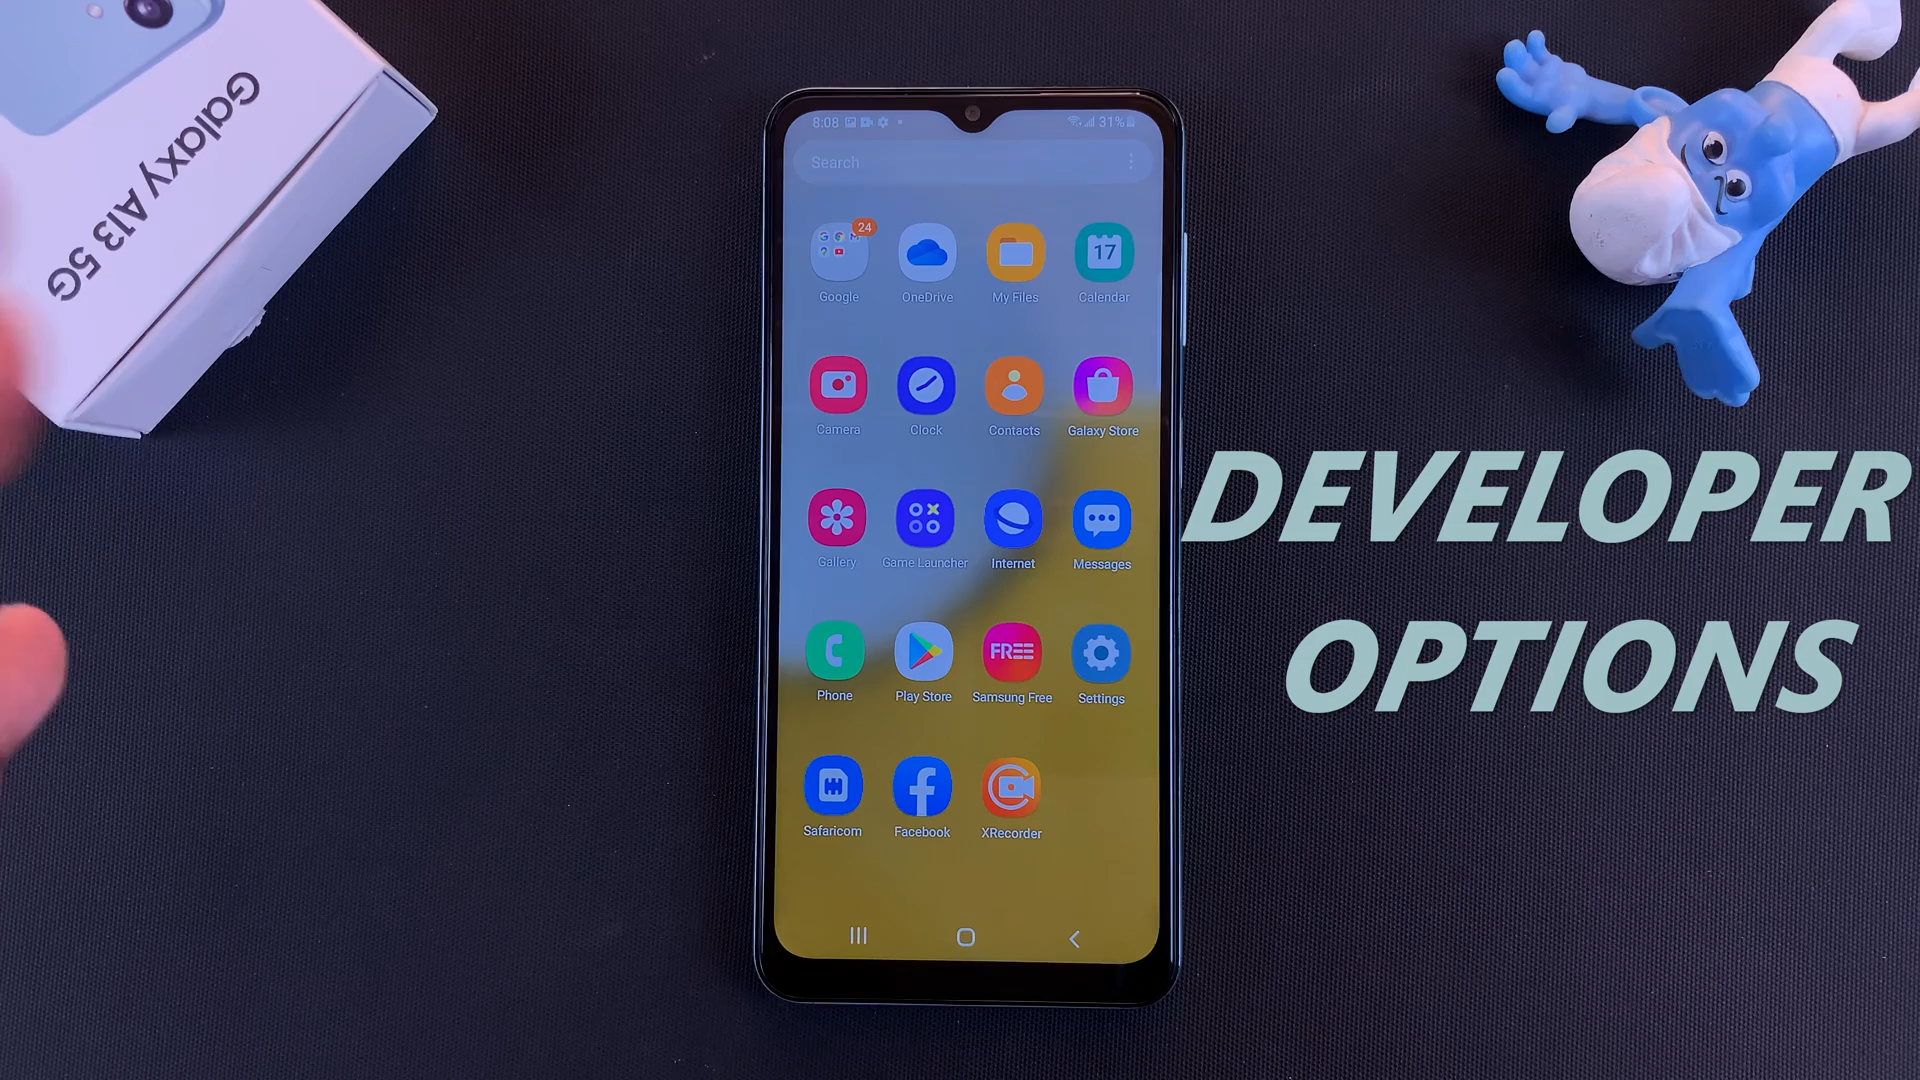 Galaxy A13 5G
8:08
31%
Search
24
17
Google
OneDrive
My Files
Calendar
Camera
Clock
Contacts
Galaxy Store
Gallery
Game Launcher
Internet
Messages
FREE
Phone
Play Store
Samsung Free
Settings
Safaricom
Facebook
XRecorder
DEVELOPER
OPTIONS